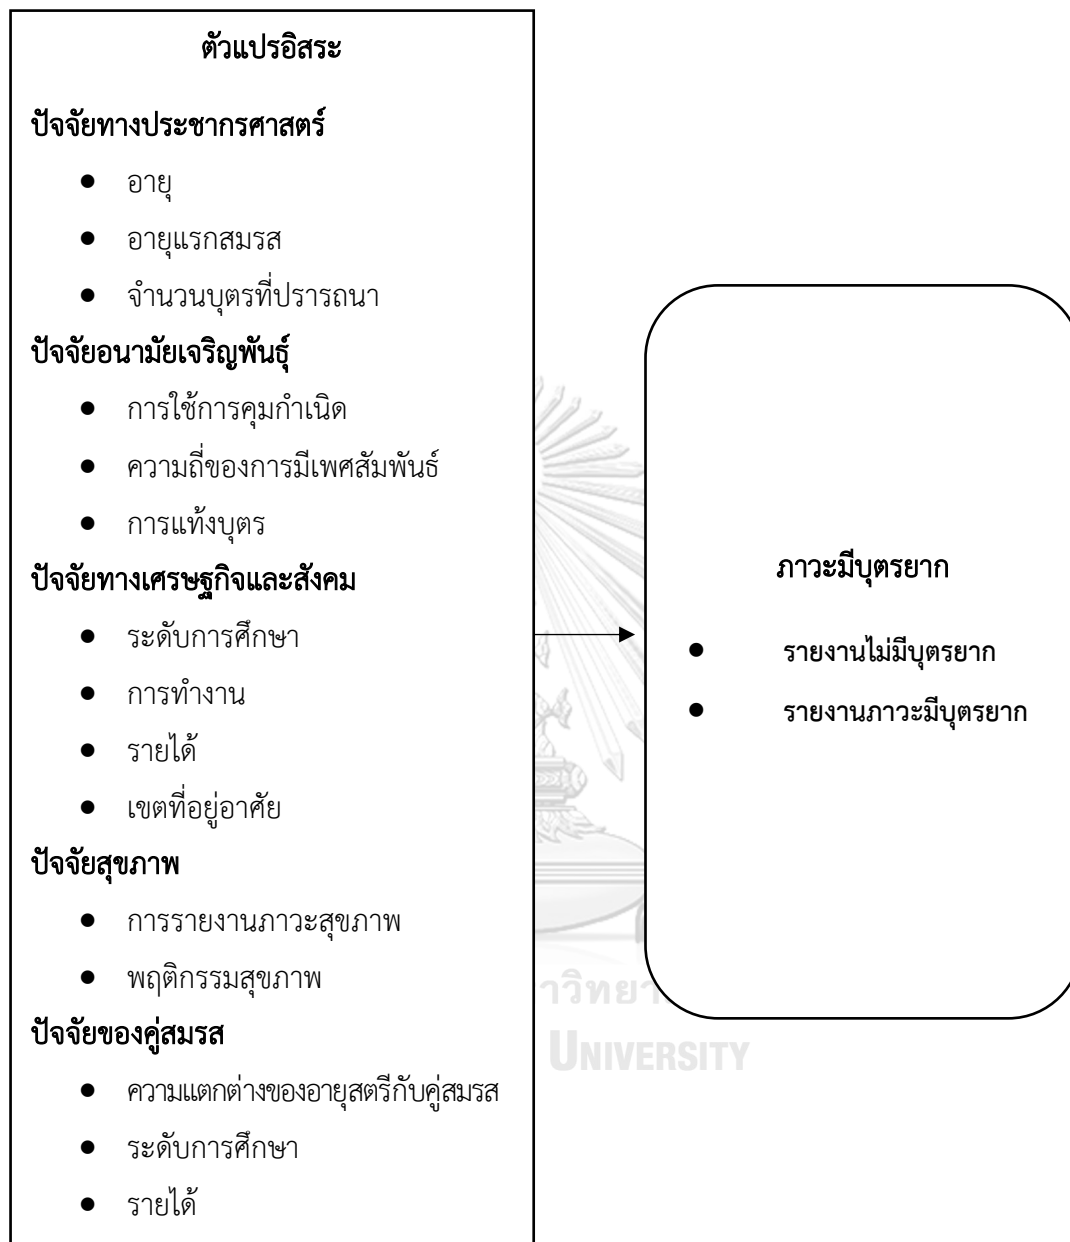 ตัวแปรอิสระ
ปัจจัยทางประชากรศาสตร์
● อายุ
● อายุแรกสมรส
● จำนวนบุตรที่ปรารถนา
ปัจจัยอนามัยเจริญพันธุ์
● การใช้การคุมกำเนิด
● ความถี่ของการมีเพศสัมพันธ์
● การแท้งบุตร
ปัจจัยทางเศรษฐกิจและสังคม
● ระดับการศึกษา
● การทำงาน
● รายได้
● เขตที่อยู่อาศัย
ปัจจัยสุขภาพ
● การรายงานภาวะสุขภาพ
● พฤติกรรมสุขภาพ
ปัจจัยของคู่สมรส
● ความแตกต่างของอายุสตรีกับคู่สมรส
● ระดับการศึกษา
● รายได้
ภาวะมีบุตรยาก
● รายงานไม่มีบุตรยาก
● รายงานภาวะมีบุตรยาก
UNIVERSITY